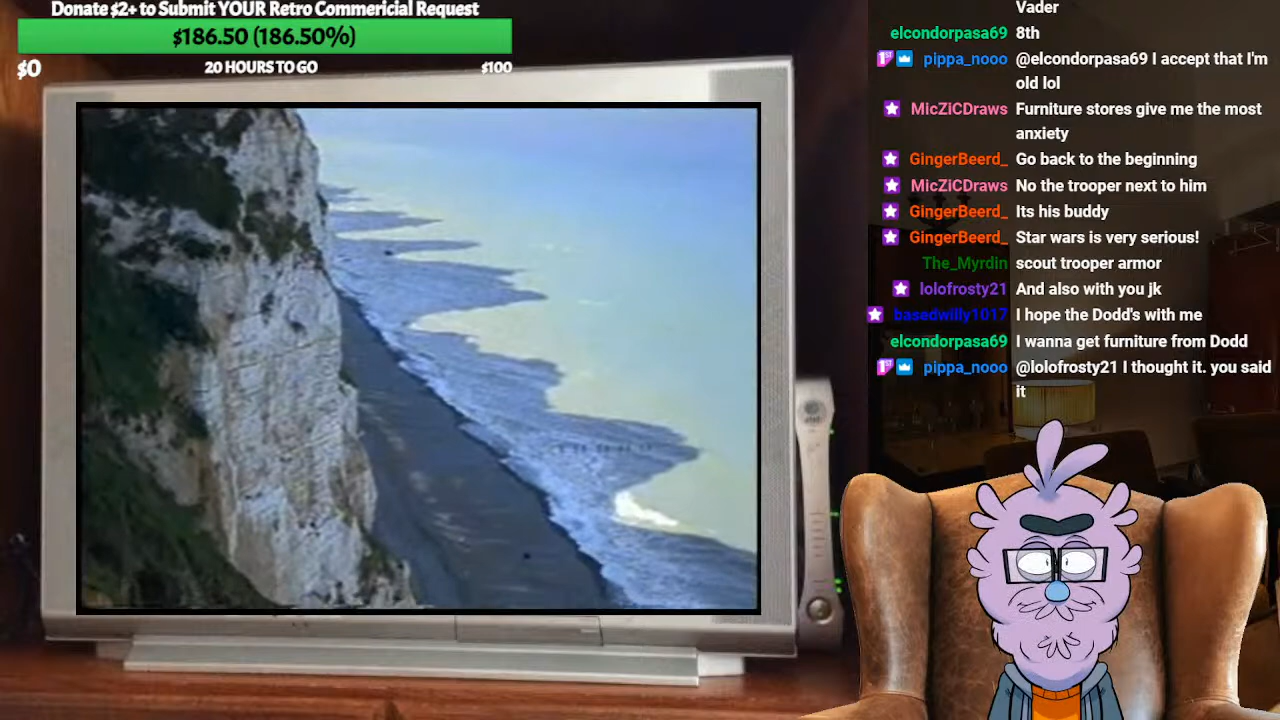 Donate $2+ to Submit YOUR Retro Commericial Request
$186.50 (186.50%)
$0
20 HOURS TO GO
$100
Vader
elcondorpasa69 8th
pippa_nooo @elcondorpasa69 I accept that I'm
old lol
MicZiCDraws Furniture stores give me the most
anxiety
GingerBeerd_ Go back to the beginning
MicZiCDraws No the trooper next to him
GingerBeerd_ Its his buddy
GingerBeerd_ Star wars is very serious!
The_Myrdin scout trooper armor
lolofrosty21 And also with you jk
basedwilly1017 I hope the Dodd's with me
elcondorpasa69 I wanna get furniture from Dodd
pippa_nooo @lolofrosty21 I thought it. you said
it